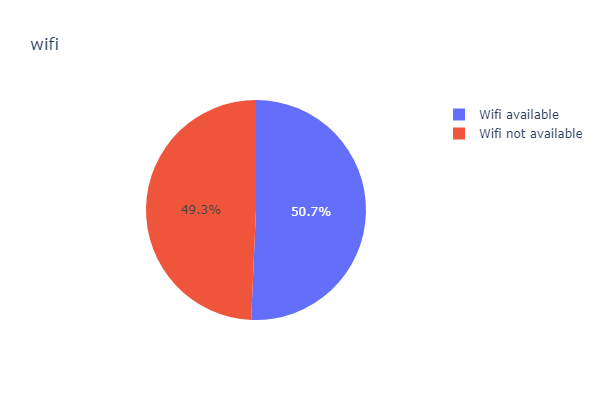 wifi
Wifi available
Wifi not available
49.3%
50.7%